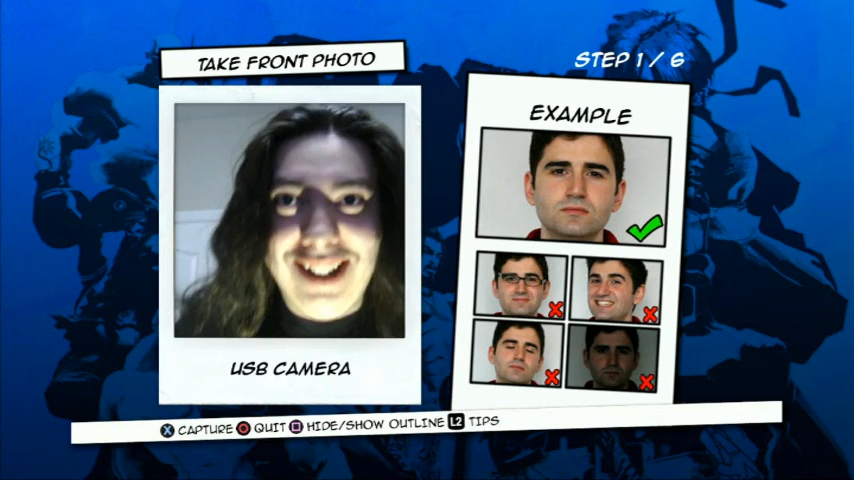 TAKE FRONT PHOTO
STEP 1 / 6
EXAMPLE
USB CAMERA
X CAPTURE QUIT HIDE/SHOW OUTLINE L2 TIPS